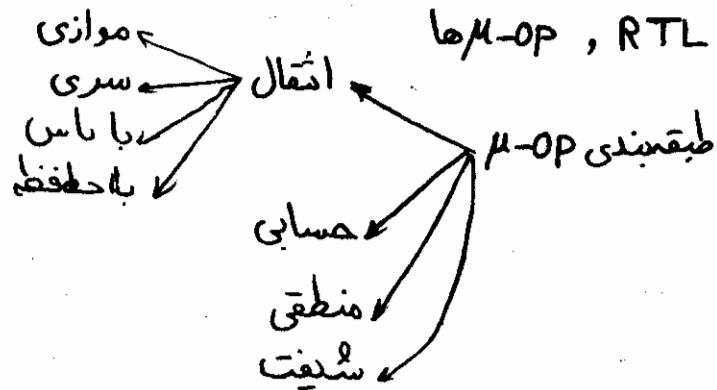 RTL , μ-op ها
طبقه‌بندی μ-op
انتقال
موازی
سری
با باس
با حافظه
حسابی
منطقی
شیفت